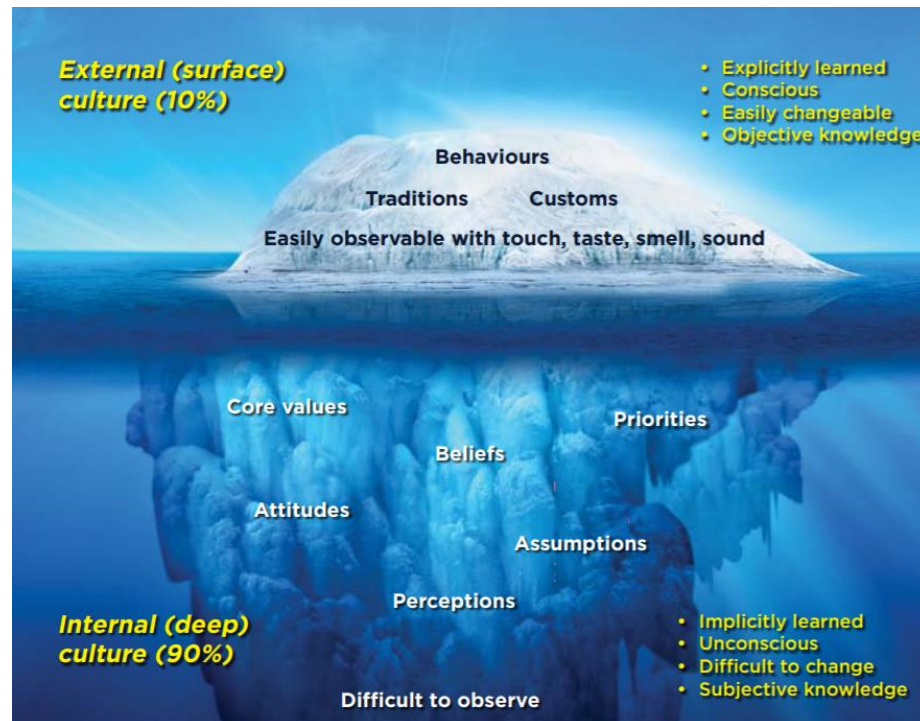 External (surface)
culture (10%)
• Explicitly learned
• Conscious
• Easily changeable
• Objective knowledge
Behaviours
Traditions Customs
Easily observable with touch, taste, smell, sound
Core values
Priorities
Beliefs
Attitudes
Assumptions
Perceptions
Internal (deep)
culture (90%)
• Implicitly learned
• Unconscious
• Difficult to change
• Subjective knowledge
Difficult to observe